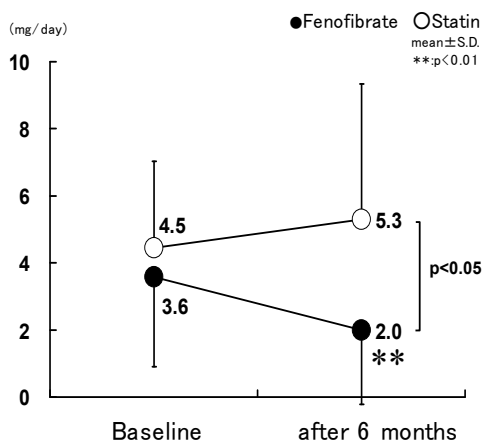 (mg/day)
●Fenofibrate ○Statin
mean±S.D.
**:p<0.01
10
8
6
4
2
0
4.5
3.6
5.3
2.0
**
p<0.05
Baseline
after 6 months